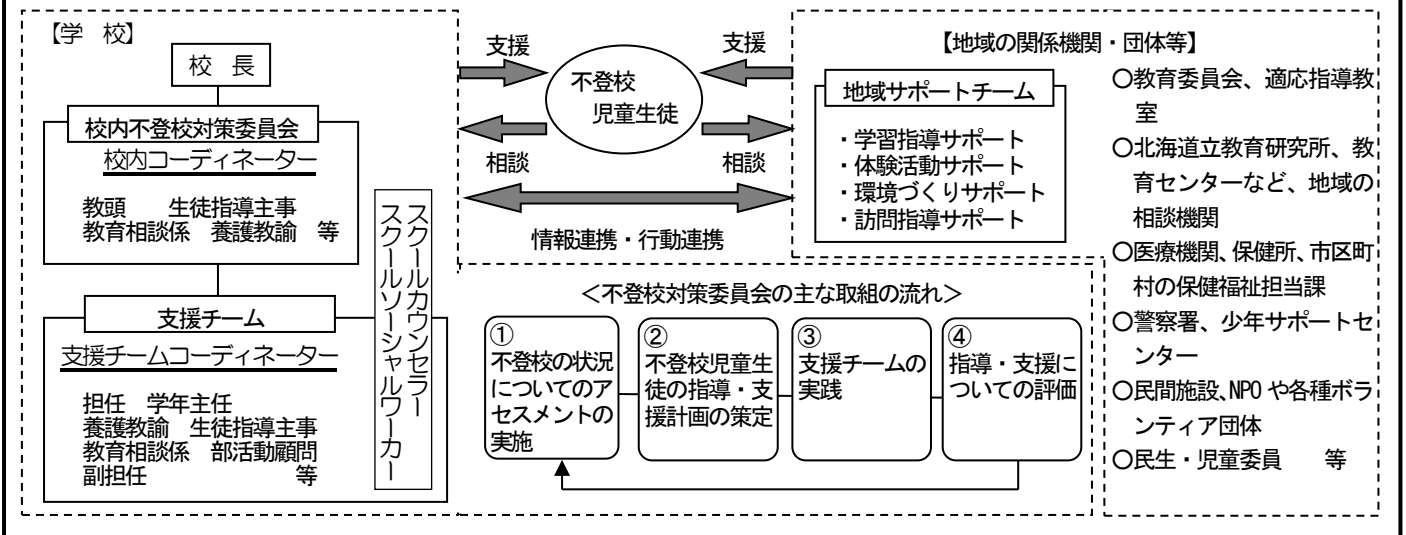 【学　校】
校　長
校内不登校対策委員会
校内コーディネーター
教頭　　生徒指導主事
教育相談係　養護教諭　等
支援チーム
支援チームコーディネーター
担任　学年主任
養護教諭　生徒指導主事
教育相談係　部活動顧問
副担任　　　　　　　　等
スクールカウンセラー
スクールソーシャルワーカー
支援
支援
不登校
児童生徒
相談
相談
情報連携・行動連携
【地域の関係機関・団体等】
地域サポートチーム
・学習指導サポート
・体験活動サポート
・環境づくりサポート
・訪問指導サポート
○教育委員会、適応指導教
室
○北海道立教育研究所、教
育センターなど、地域の
相談機関
○医療機関、保健所、市区町
村の保健福祉担当課
○警察署、少年サポートセ
ンター
○民間施設、NPO や各種ボラ
ンティア団体
○民生・児童委員　　等
＜不登校対策委員会の主な取組の流れ＞
①
不登校の状況
についてのア
セスメントの
実施
②
不登校児童生
徒の指導・支
援計画の策定
③
支援チームの
実践
④
指導・支援に
ついての評価